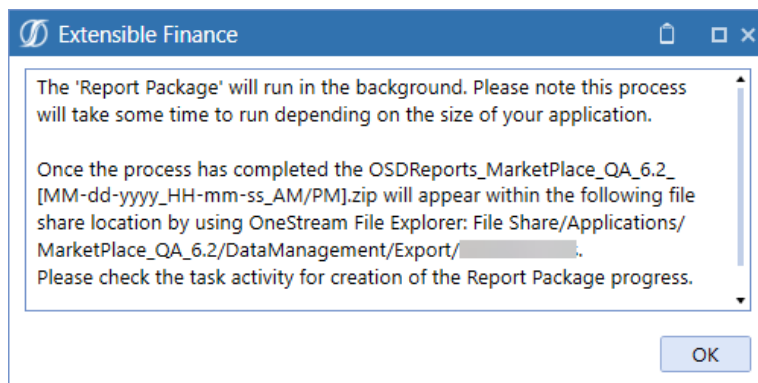 Extensible Finance
The 'Report Package' will run in the background. Please note this process
will take some time to run depending on the size of your application.
Once the process has completed the OSDReports_MarketPlace_QA_6.2_
[MM-dd-yyyy_HH-mm-ss_AM/PM].zip will appear within the following file
share location by using OneStream File Explorer: File Share/Applications/
MarketPlace_QA_6.2/DataManagement/Export/ .
Please check the task activity for creation of the Report Package progress.
OK